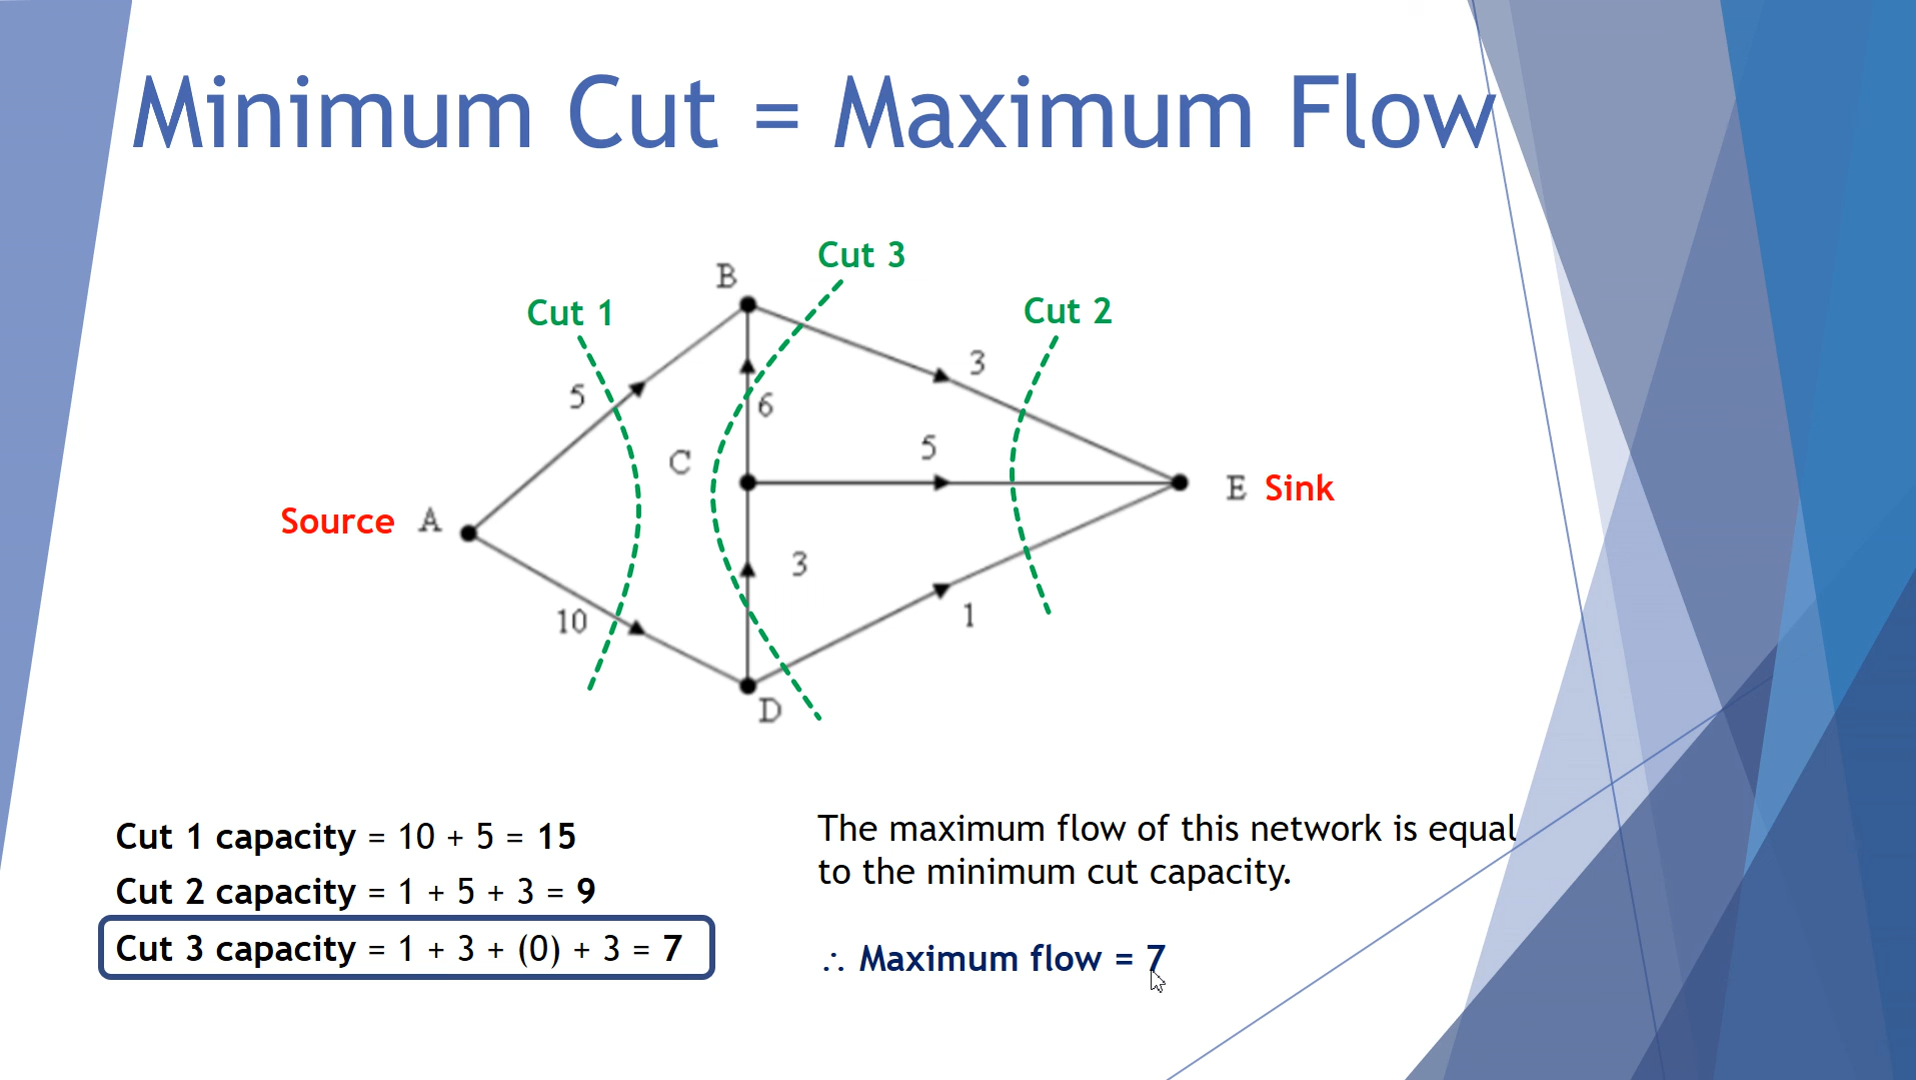 Minimum Cut = Maximum Flow
Cut 3
B
Cut 1
Cut 2
3
5
6
5
C
E Sink
Source A
3
10
1
D
Cut 1 capacity = 10 + 5 = 15
Cut 2 capacity = 1 + 5 + 3 = 9
Cut 3 capacity = 1 + 3 + (0) + 3 = 7
The maximum flow of this network is equal
to the minimum cut capacity.
∴ Maximum flow = 7